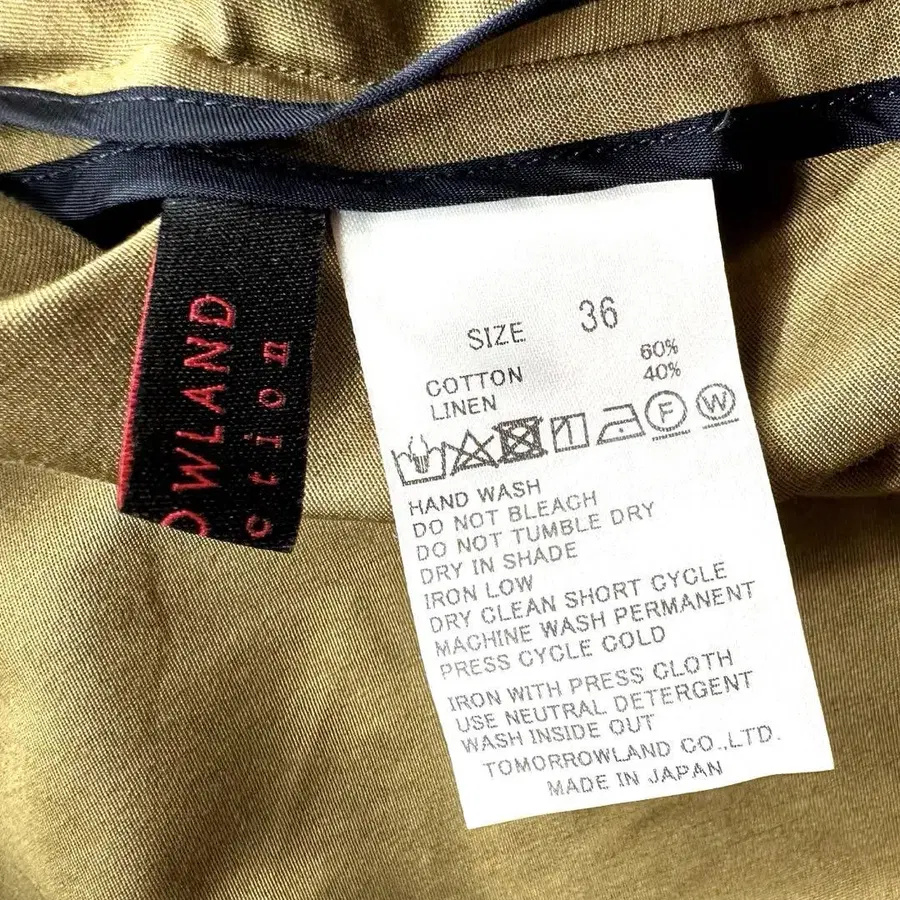 WLAND
ction
SIZE 36
COTTON 60%
LINEN 40%
F W
HAND WASH
DO NOT BLEACH
DO NOT TUMBLE DRY
DRY IN SHADE
IRON LOW
DRY CLEAN SHORT CYCLE
MACHINE WASH PERMANENT
PRESS CYCLE COLD
IRON WITH PRESS CLOTH
USE NEUTRAL DETERGENT
WASH INSIDE OUT
TOMORROWLAND CO.,LTD.
MADE IN JAPAN